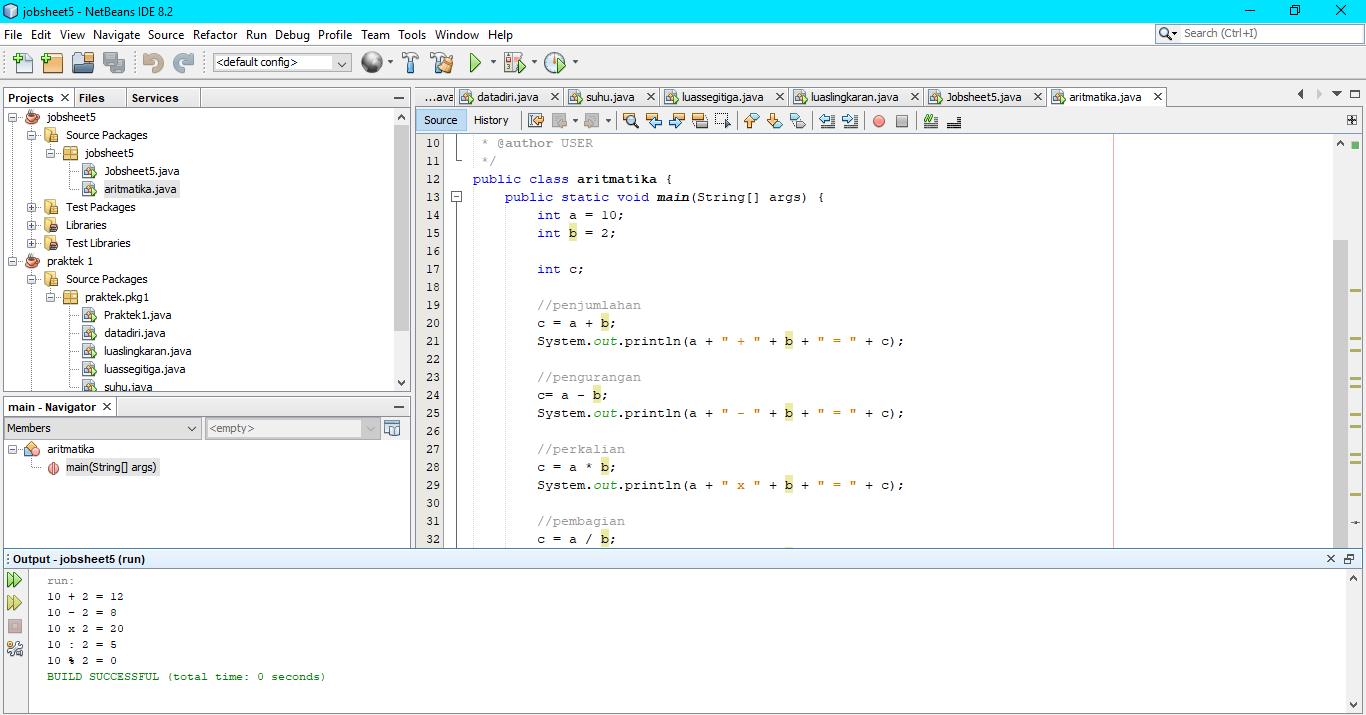 jobsheet5 - NetBeans IDE 8.2
File Edit View Navigate Source Refactor Run Debug Profile Team Tools Window Help
Search (Ctrl+I)
<default config>
Projects Files Services
jobsheet5
Source Packages
jobsheet5
Jobsheet5.java
aritmatika.java
Test Packages
Libraries
Test Libraries
praktek 1
Source Packages
praktek.pkg1
Praktek1.java
datadiri.java
luaslingkaran.java
luassegitiga.java
suhu.java
main - Navigator
Members <empty>
aritmatika
main(String[] args)
...ava datadiri.java suhu.java luassegitiga.java luaslingkaran.java Jobsheet5.java aritmatika.java
Source History
10 * @author USER
11 */
12 public class aritmatika {
13 public static void main(String[] args) {
14 int a = 10;
15 int b = 2;
16
17 int c;
18
19 //penjumlahan
20 c = a + b;
21 System.out.println(a + " + " + b + " = " + c);
22
23 //pengurangan
24 c= a - b;
25 System.out.println(a + " - " + b + " = " + c);
26
27 //perkalian
28 c = a * b;
29 System.out.println(a + " x " + b + " = " + c);
30
31 //pembagian
32 c = a / b;
Output - jobsheet5 (run)
run:
10 + 2 = 12
10 - 2 = 8
10 x 2 = 20
10 : 2 = 5
10 % 2 = 0
BUILD SUCCESSFUL (total time: 0 seconds)